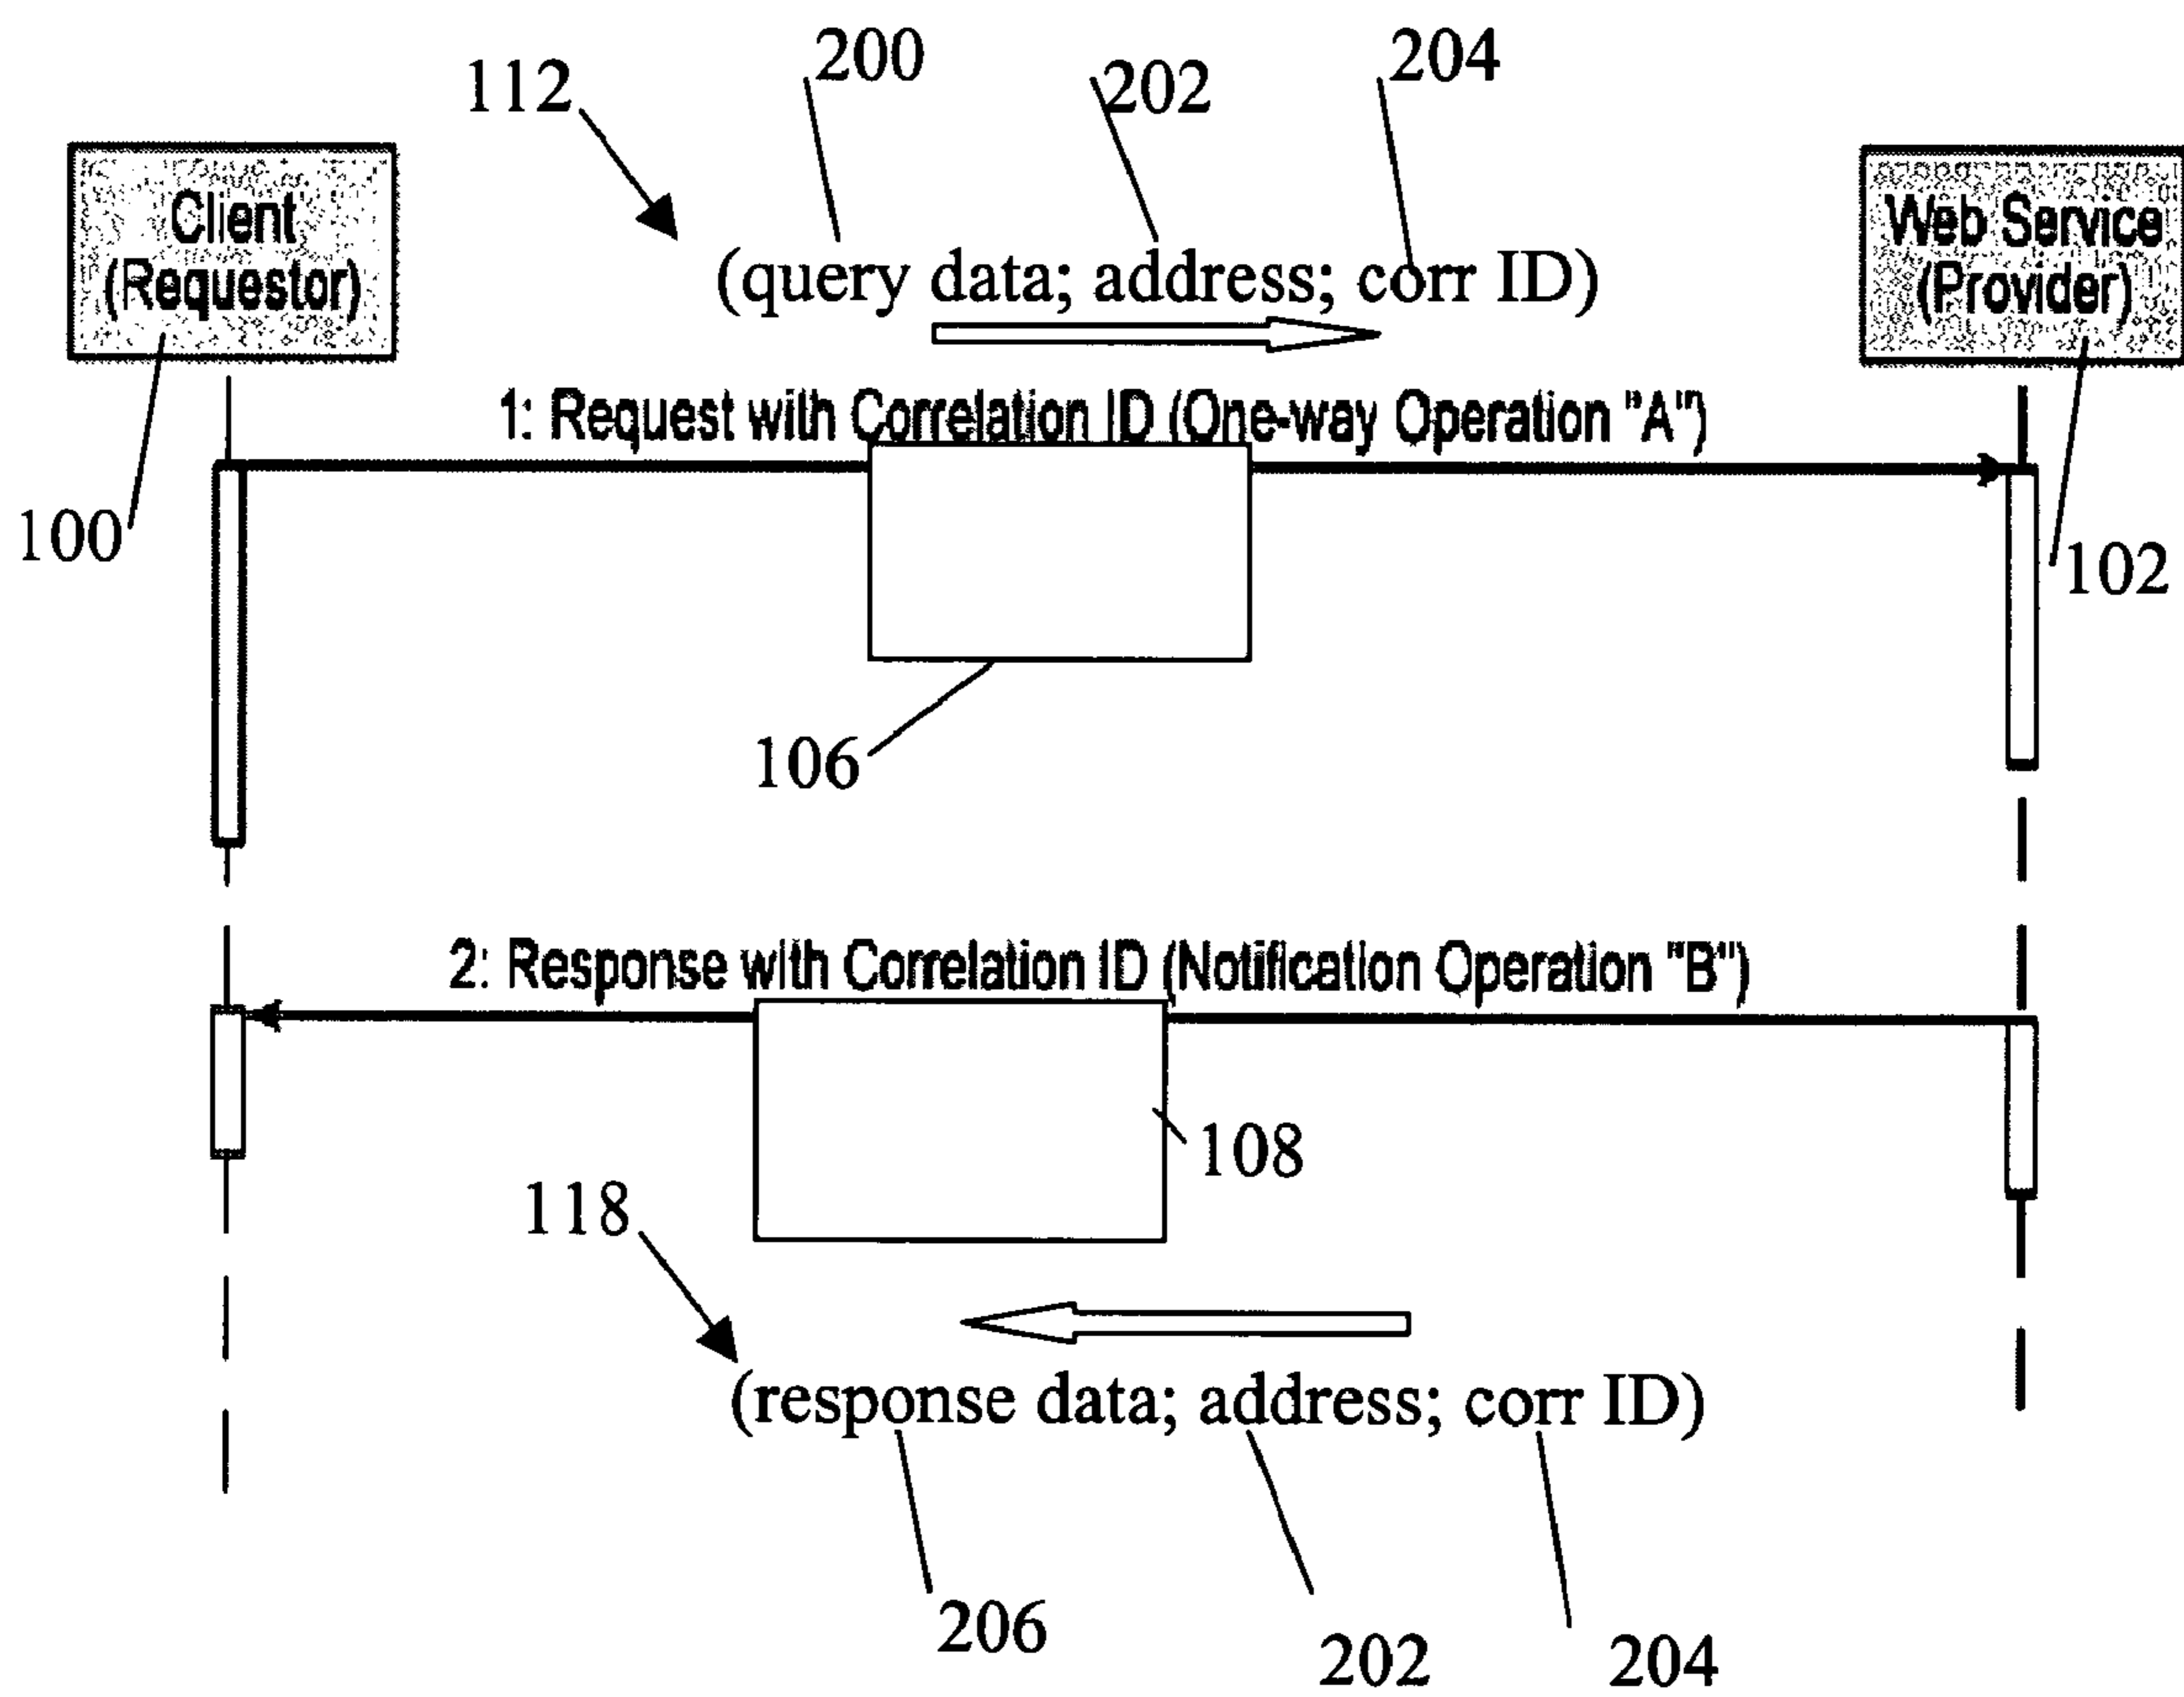 200
202
204
112
Client
(Requestor)
Web Service
(Provider)
(query data; address; corr ID)
1: Request with Correlation ID (One-way Operation "A")
100
102
106
2: Response with Correlation ID (Notification Operation "B")
108
118
(response data; address; corr ID)
206
202
204